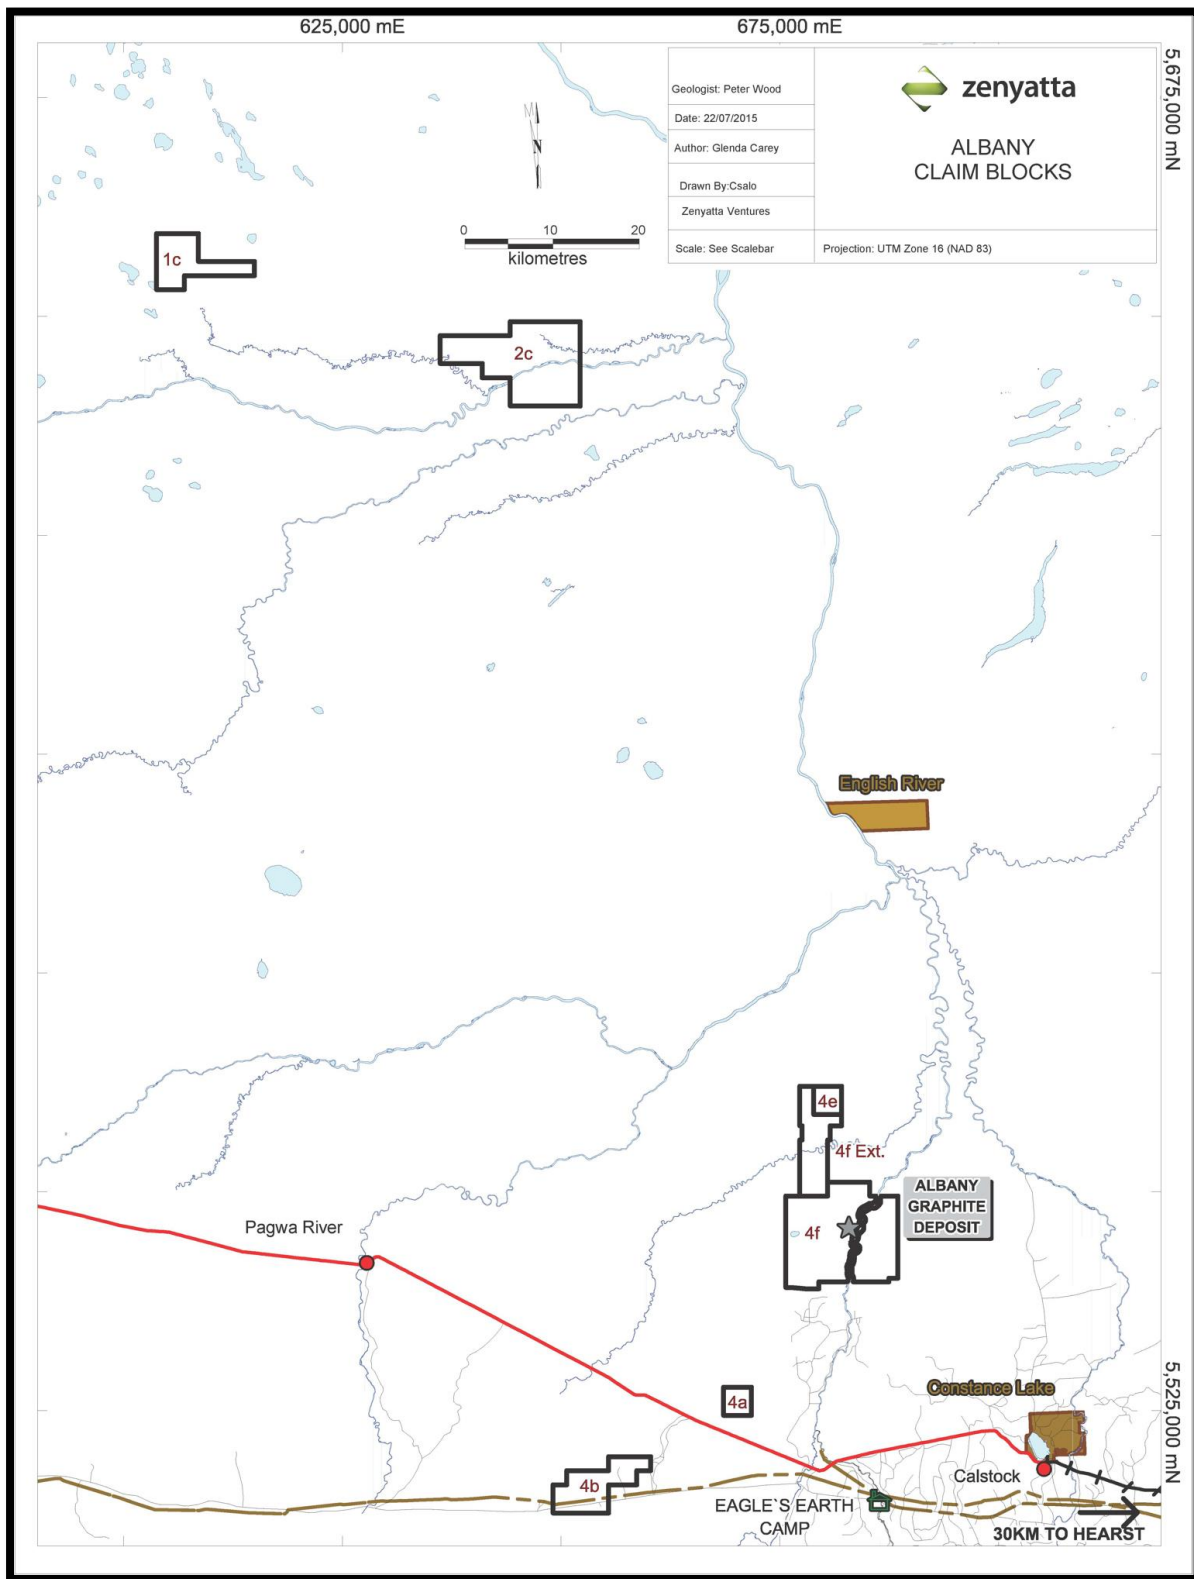 625,000 mE
675,000 mE
5,675,000 mN
Geologist: Peter Wood
Date: 22/07/2015
Author: Glenda Carey
Drawn By:Csalo
Zenyatta Ventures
Scale: See Scalebar
zenyatta
ALBANY
CLAIM BLOCKS
Projection: UTM Zone 16 (NAD 83)
M
N
0 10 20
kilometres
1c
2c
English River
4e
4f Ext.
ALBANY
GRAPHITE
DEPOSIT
4f
Pagwa River
5,525,000 mN
Constance Lake
4a
4b
Calstock
EAGLE`S EARTH
CAMP
30KM TO HEARST